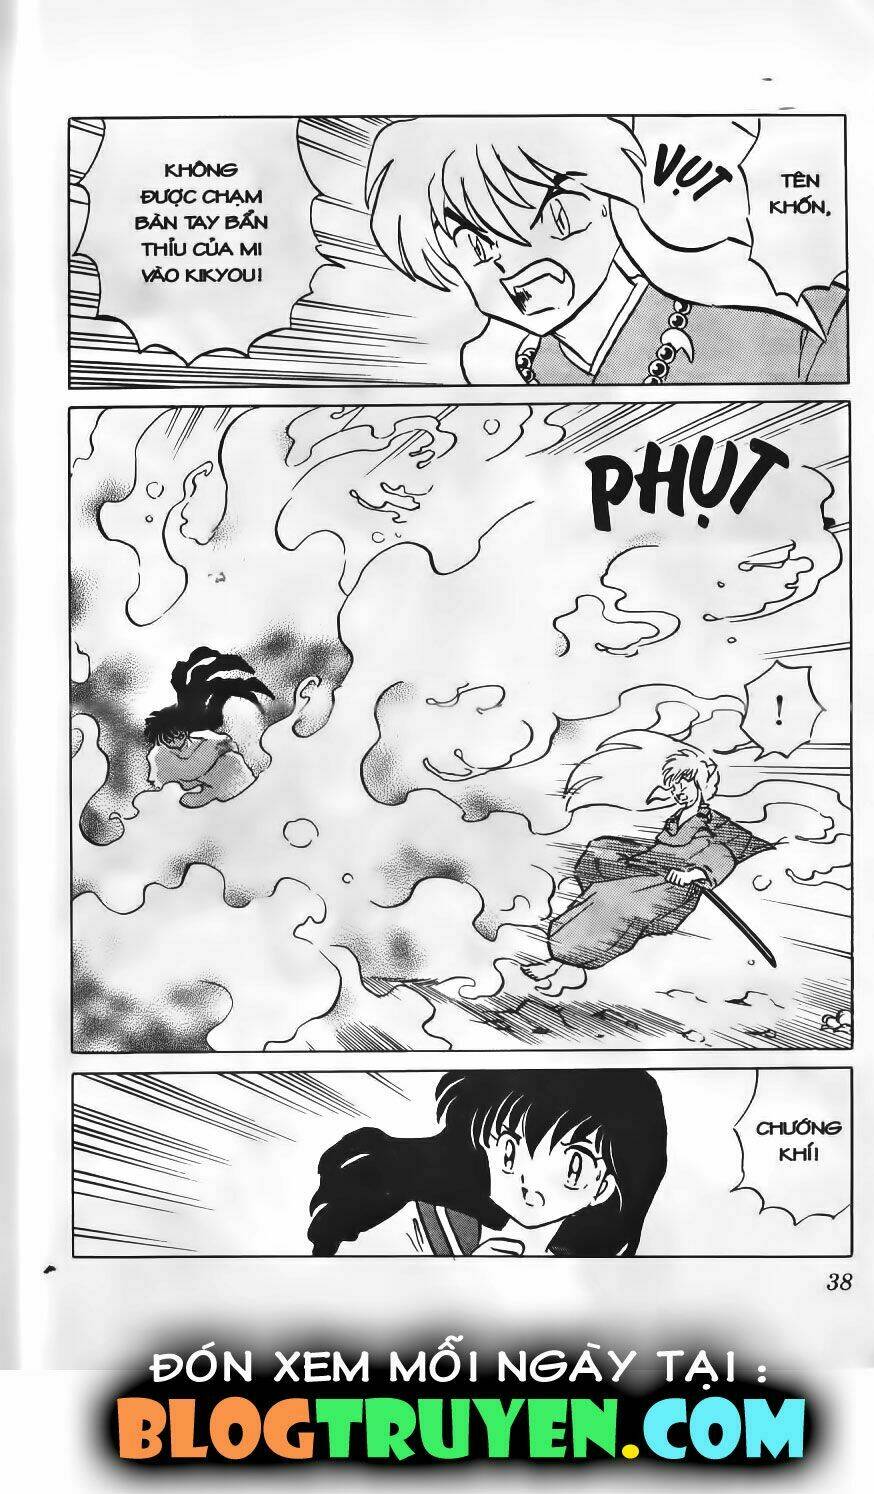 KHÔNG
ĐƯỢC CHẠM
BÀN TAY BẨN
THỈU CỦA MI
VÀO KIKYOU!
VỤT
TÊN
KHỐN,
PHỤT
!
CHƯỚNG
KHÍ!
38
ĐÓN XEM MỖI NGÀY TẠI :
BLOGTRUYEN.COM